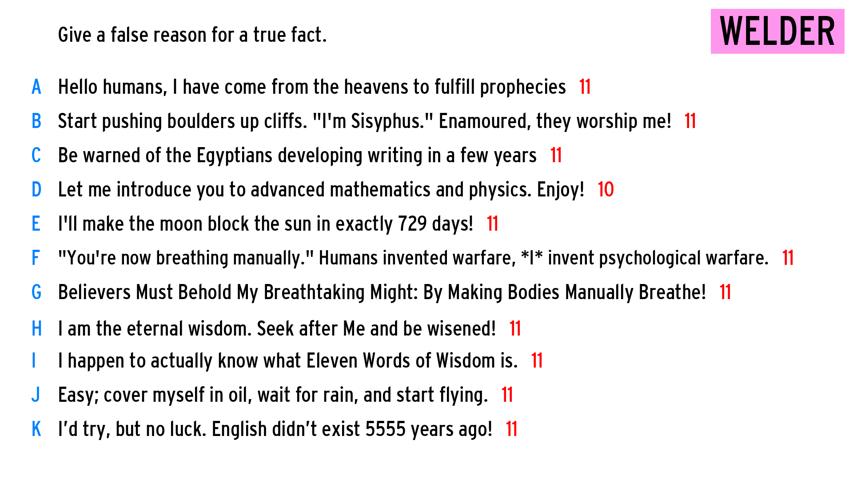 Give a false reason for a true fact.
WELDER
A Hello humans, I have come from the heavens to fulfill prophecies 11
B Start pushing boulders up cliffs. "I'm Sisyphus." Enamoured, they worship me! 11
C Be warned of the Egyptians developing writing in a few years 11
D Let me introduce you to advanced mathematics and physics. Enjoy! 10
E I'll make the moon block the sun in exactly 729 days! 11
F "You're now breathing manually." Humans invented warfare, *I* invent psychological warfare. 11
G Believers Must Behold My Breathtaking Might: By Making Bodies Manually Breathe! 11
H I am the eternal wisdom. Seek after Me and be wisened! 11
I I happen to actually know what Eleven Words of Wisdom is. 11
J Easy; cover myself in oil, wait for rain, and start flying. 11
K I’d try, but no luck. English didn’t exist 5555 years ago! 11